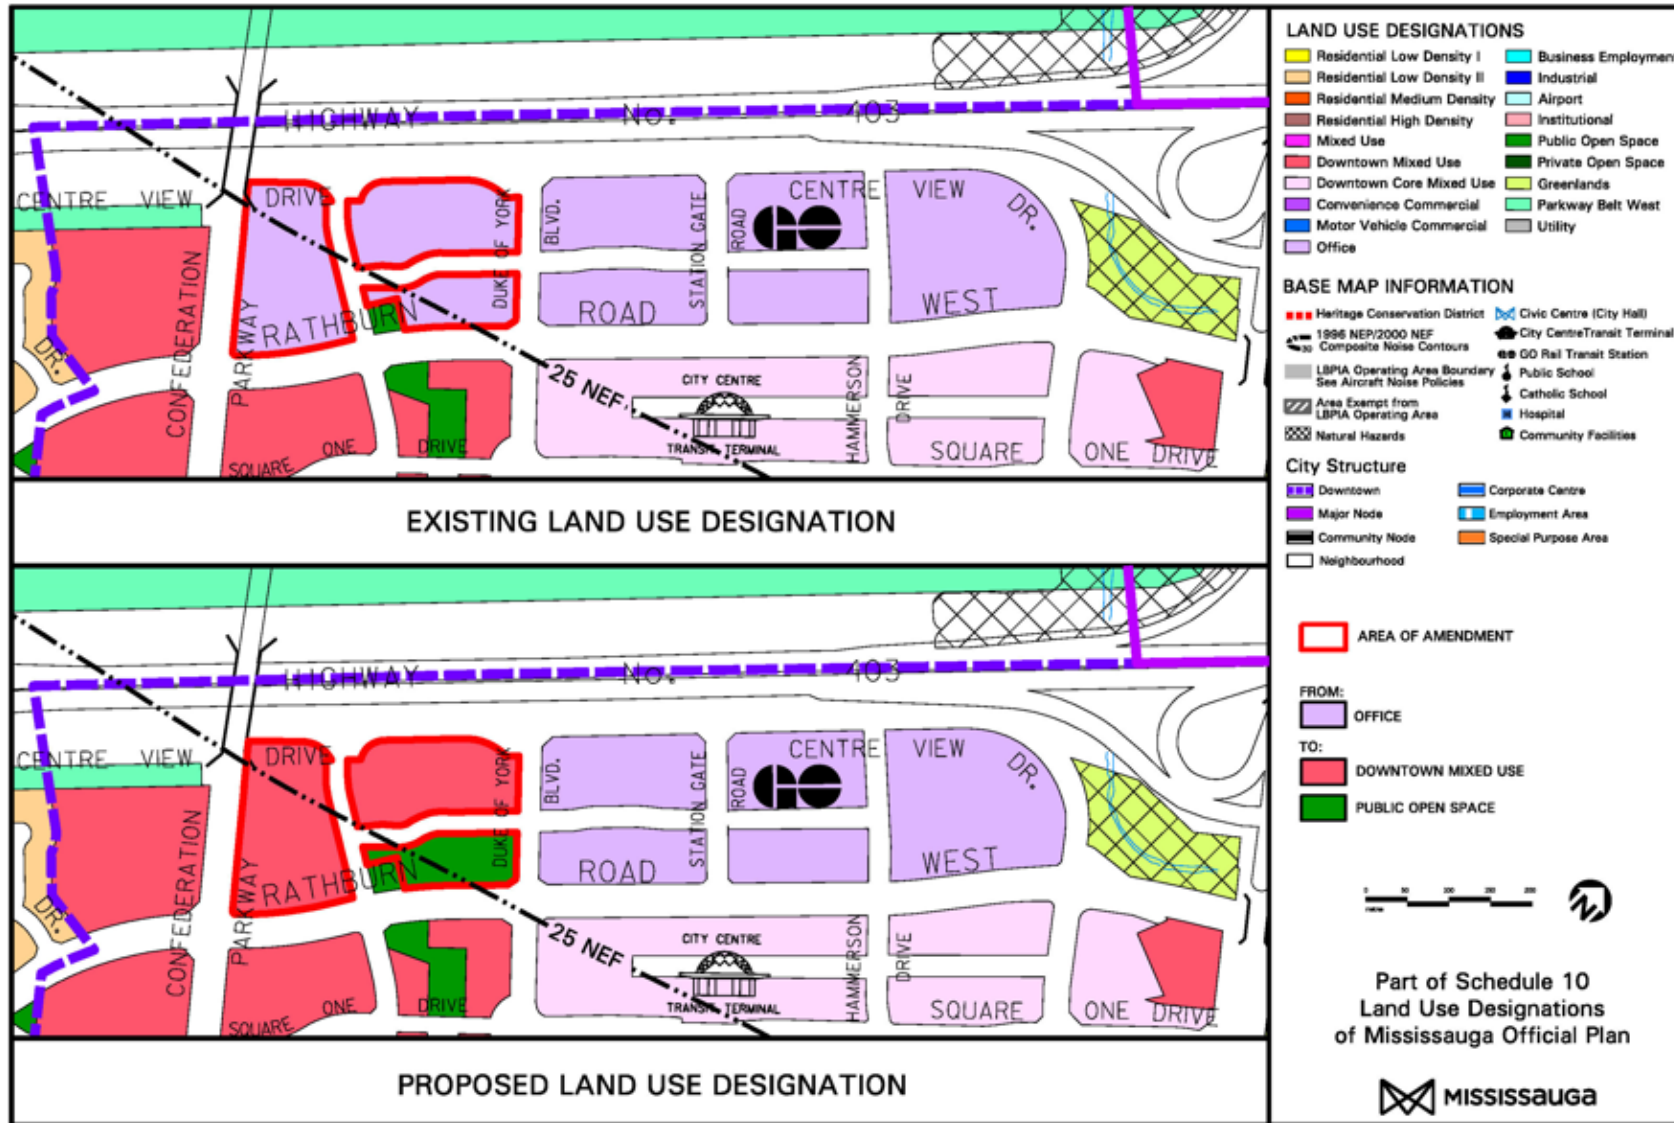 HIGHWAY No. 403
CENTRE VIEW DRIVE
CENTRE VIEW DR.
CONFEDERATION PARKWAY
DUKE OF YORK BLVD.
STATION GATE ROAD
RATHBURN ROAD WEST
DR.
25 NEF
CITY CENTRE
TRANSIT TERMINAL
HAMMERSON DRIVE
SQUARE ONE DRIVE
SQUARE ONE DRIVE
EXISTING LAND USE DESIGNATION
HIGHWAY No. 403
CENTRE VIEW DRIVE
CENTRE VIEW DR.
CONFEDERATION PARKWAY
DUKE OF YORK BLVD.
STATION GATE ROAD
RATHBURN ROAD WEST
DR.
25 NEF
CITY CENTRE
TRANSIT TERMINAL
HAMMERSON DRIVE
SQUARE ONE DRIVE
SQUARE ONE DRIVE
PROPOSED LAND USE DESIGNATION
LAND USE DESIGNATIONS
Residential Low Density I
Residential Low Density II
Residential Medium Density
Residential High Density
Mixed Use
Downtown Mixed Use
Downtown Core Mixed Use
Convenience Commercial
Motor Vehicle Commercial
Office
Business Employment
Industrial
Airport
Institutional
Public Open Space
Private Open Space
Greenlands
Parkway Belt West
Utility
BASE MAP INFORMATION
Heritage Conservation District
1996 NEP/2000 NEF
Composite Noise Contours
LBPIA Operating Area Boundary
See Aircraft Noise Policies
Area Exempt from
LBPIA Operating Area
Natural Hazards
Civic Centre (City Hall)
City CentreTransit Terminal
GO Rail Transit Station
Public School
Catholic School
Hospital
Community Facilities
City Structure
Downtown
Major Node
Community Node
Neighbourhood
Corporate Centre
Employment Area
Special Purpose Area
AREA OF AMENDMENT
FROM:
OFFICE
TO:
DOWNTOWN MIXED USE
PUBLIC OPEN SPACE
0 50 100 150 200
Part of Schedule 10
Land Use Designations
of Mississauga Official Plan
MISSISSAUGA